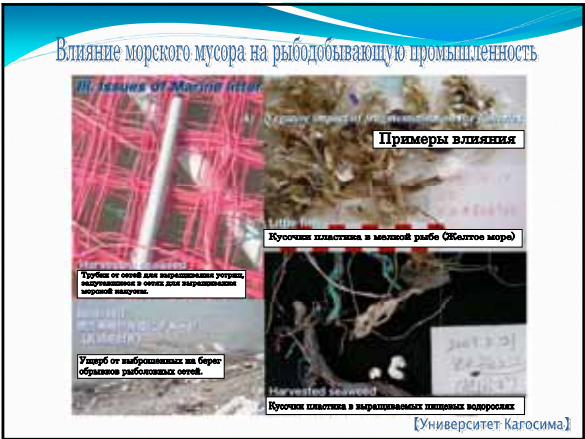 Влияние морского мусора на рыбодобывающую промышленность
III. Issues of Marine litter
Примеры влияния
Кусочки пластика в мелкой рыбе (Желтое море)
Трубки от сетей для выращивания устриц,
запутавшиеся в сетях для выращивания
морской капусты.
Ущерб от выброшенных на берег
обрывков рыболовных сетей.
Harvested seaweed
Кусочки пластика в выращиваемых пищевых водорослях
【Университет Кагосима】